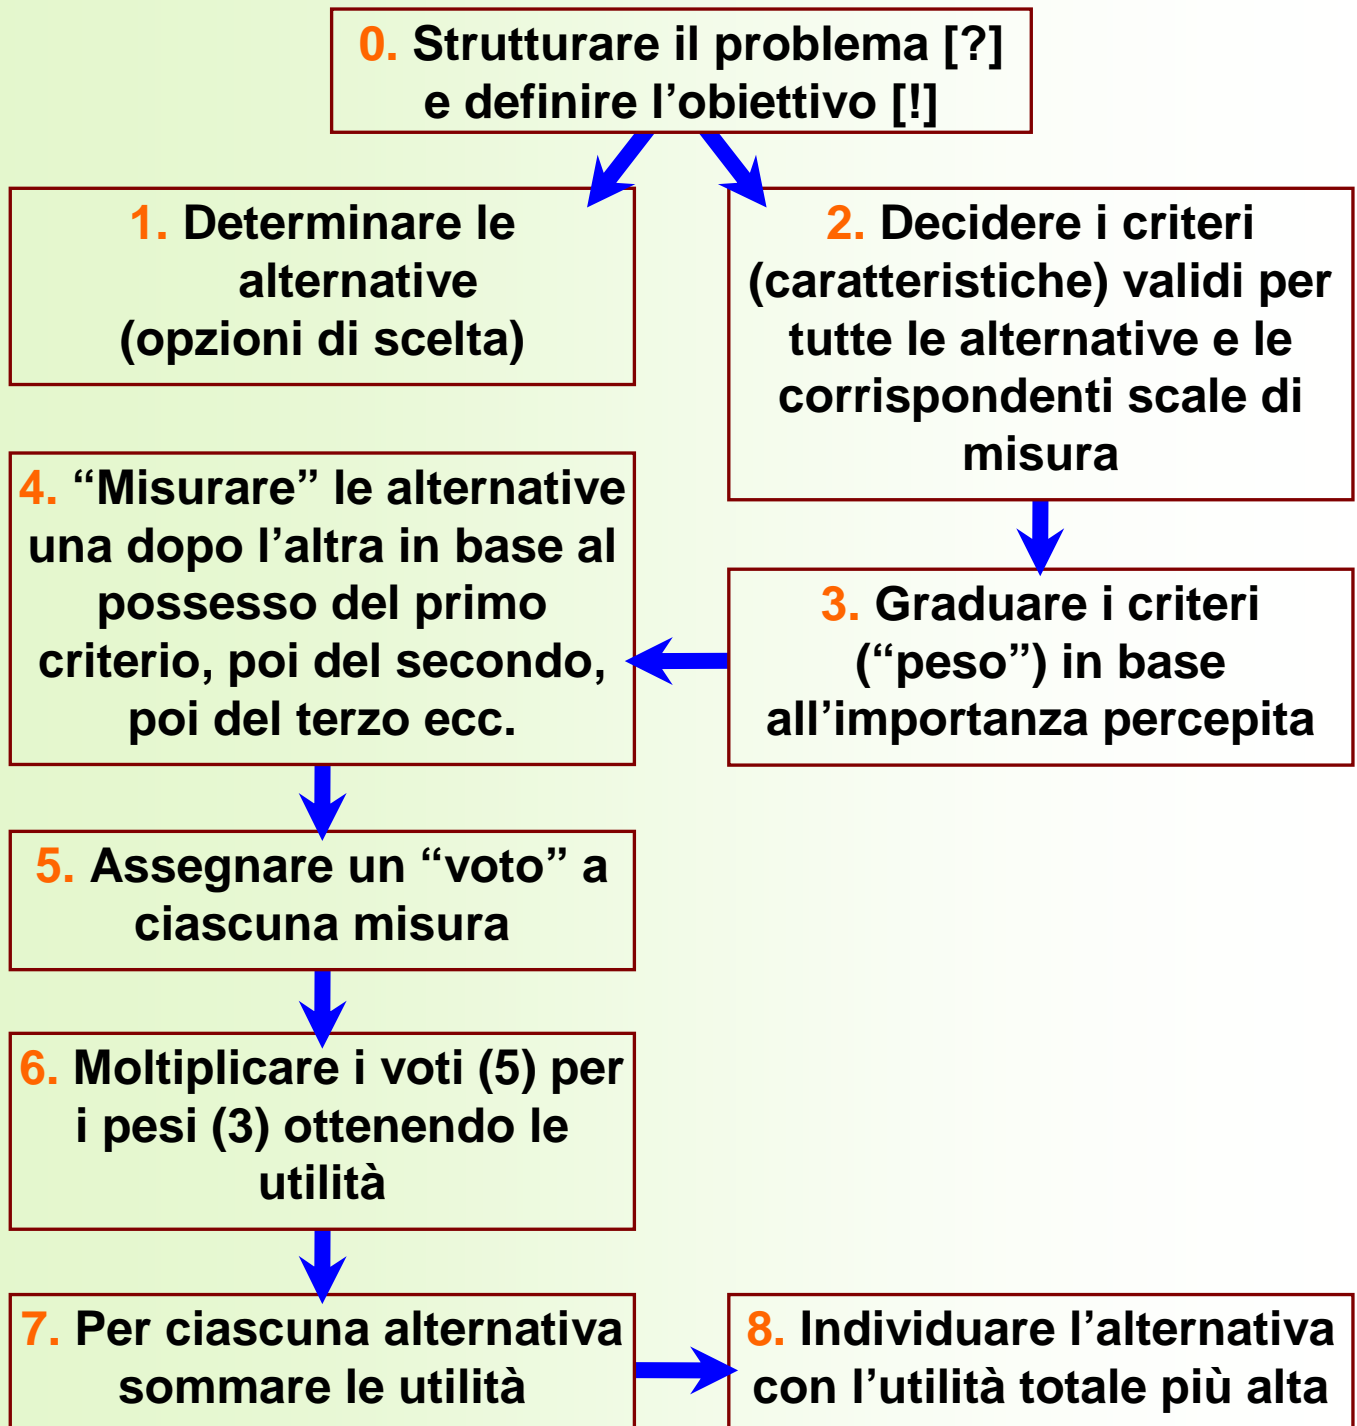 0. Strutturare il problema [?]
e definire l’obiettivo [!]
1. Determinare le
alternative
(opzioni di scelta)
2. Decidere i criteri
(caratteristiche) validi per
tutte le alternative e le
corrispondenti scale di
misura
3. Graduare i criteri
(“peso”) in base
all’importanza percepita
4. “Misurare” le alternative
una dopo l’altra in base al
possesso del primo
criterio, poi del secondo,
poi del terzo ecc.
5. Assegnare un “voto” a
ciascuna misura
6. Moltiplicare i voti (5) per
i pesi (3) ottenendo le
utilità
7. Per ciascuna alternativa
sommare le utilità
8. Individuare l’alternativa
con l’utilità totale più alta